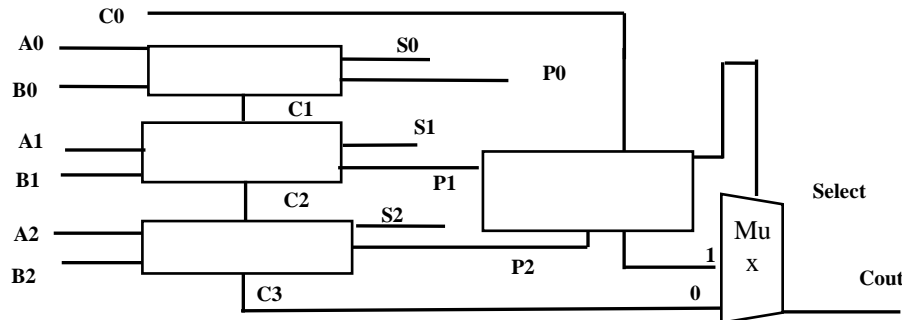 C0
A0
S0
B0
P0
C1
A1
S1
B1
P1
C2
Select
A2
S2
Mu
x
B2
P2
1
Cout
C3
0